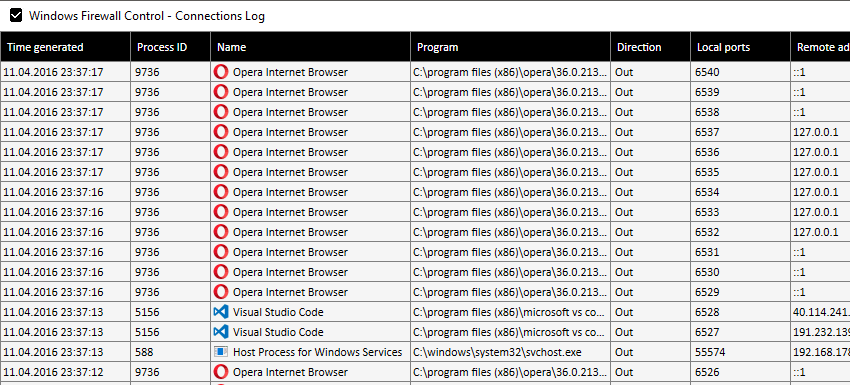 Windows Firewall Control - Connections Log
Time generated Process ID Name Program Direction Local ports Remote ad
11.04.2016 23:37:17 9736 Opera Internet Browser C:\program files (x86)\opera\36.0.213... Out 6540 ::1
11.04.2016 23:37:17 9736 Opera Internet Browser C:\program files (x86)\opera\36.0.213... Out 6539 ::1
11.04.2016 23:37:17 9736 Opera Internet Browser C:\program files (x86)\opera\36.0.213... Out 6538 ::1
11.04.2016 23:37:17 9736 Opera Internet Browser C:\program files (x86)\opera\36.0.213... Out 6537 127.0.0.1
11.04.2016 23:37:17 9736 Opera Internet Browser C:\program files (x86)\opera\36.0.213... Out 6536 127.0.0.1
11.04.2016 23:37:17 9736 Opera Internet Browser C:\program files (x86)\opera\36.0.213... Out 6535 127.0.0.1
11.04.2016 23:37:16 9736 Opera Internet Browser C:\program files (x86)\opera\36.0.213... Out 6534 127.0.0.1
11.04.2016 23:37:16 9736 Opera Internet Browser C:\program files (x86)\opera\36.0.213... Out 6533 127.0.0.1
11.04.2016 23:37:16 9736 Opera Internet Browser C:\program files (x86)\opera\36.0.213... Out 6532 127.0.0.1
11.04.2016 23:37:16 9736 Opera Internet Browser C:\program files (x86)\opera\36.0.213... Out 6531 ::1
11.04.2016 23:37:16 9736 Opera Internet Browser C:\program files (x86)\opera\36.0.213... Out 6530 ::1
11.04.2016 23:37:16 9736 Opera Internet Browser C:\program files (x86)\opera\36.0.213... Out 6529 ::1
11.04.2016 23:37:13 5156 Visual Studio Code C:\program files (x86)\microsoft vs co... Out 6528 40.114.241.
11.04.2016 23:37:13 5156 Visual Studio Code C:\program files (x86)\microsoft vs co... Out 6527 191.232.139
11.04.2016 23:37:13 588 Host Process for Windows Services C:\windows\system32\svchost.exe Out 55574 192.168.178
11.04.2016 23:37:12 9736 Opera Internet Browser C:\program files (x86)\opera\36.0.213... Out 6526 ::1